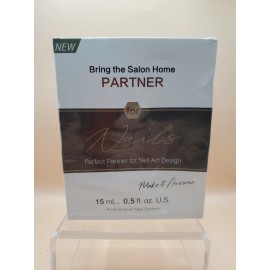 NEW
Bring the Salon Home
PARTNER
for
Nails
Perfect Partner for Nail Art Design
Make it Awesome
15 mL., 0.5 fl. oz. U.S.
Professional Nail